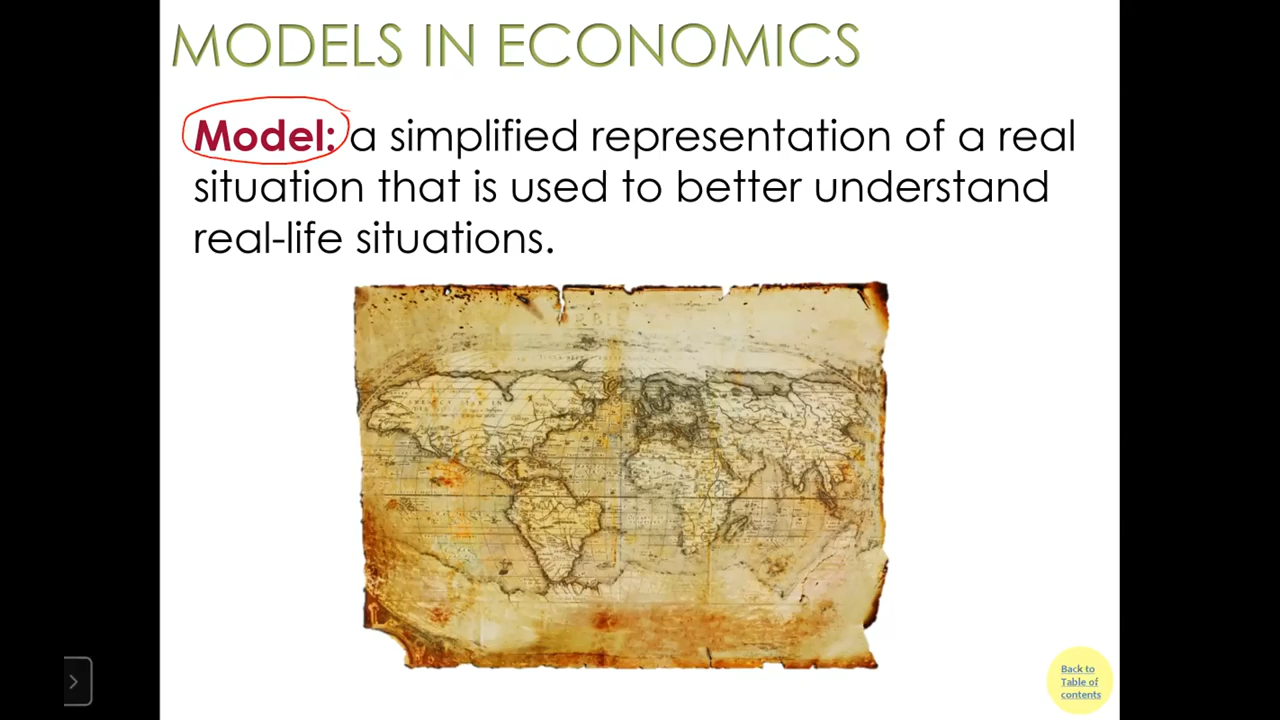 MODELS IN ECONOMICS
Model: a simplified representation of a real
situation that is used to better understand
real-life situations.
Back to
Table of
contents